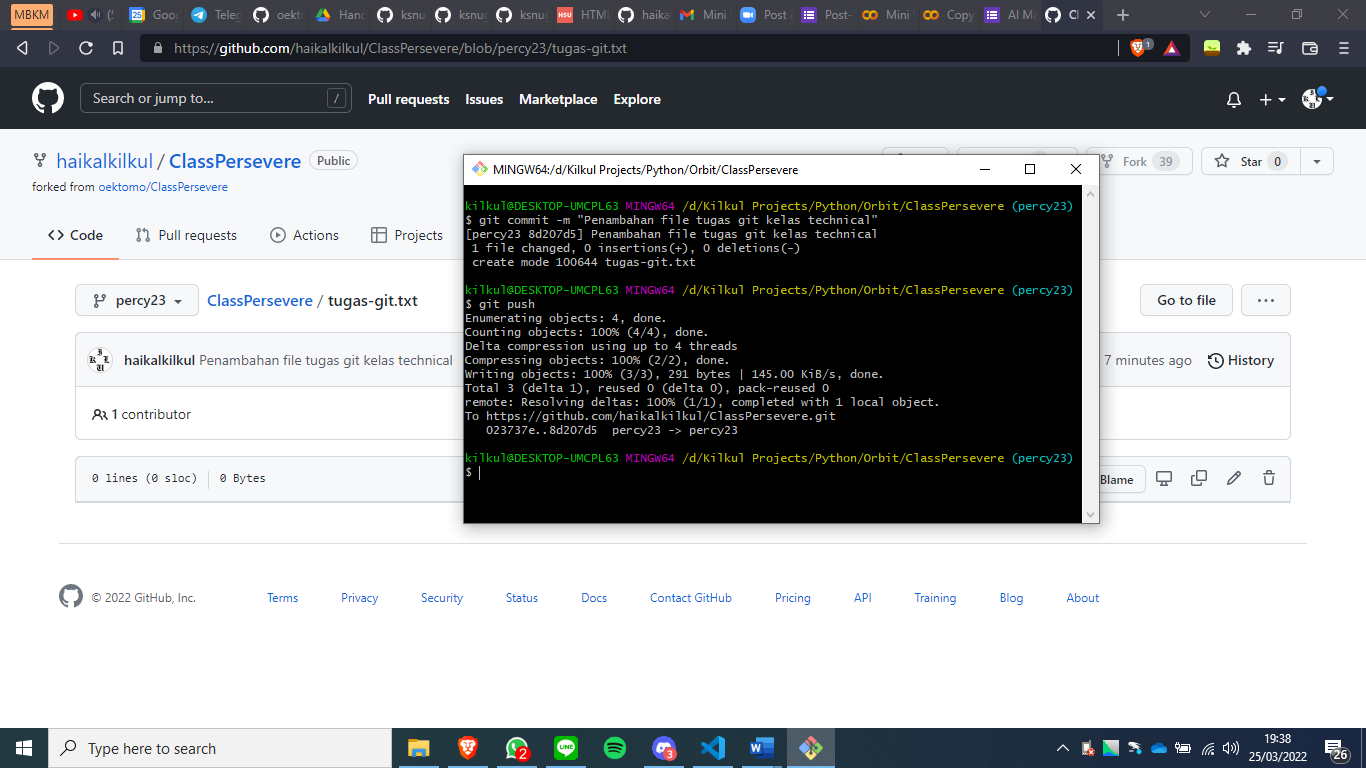 MBKM
Goog
Teleg
oekt
Hand
ksnug
ksnug
ksnug
HSU HTML
haika
Mini
Post
Post-
Mini
Copy
AI Ma
https://github.com/haikalkilkul/ClassPersevere/blob/percy23/tugas-git.txt
1
Search or jump to...
/
Pull requests
Issues
Marketplace
Explore
haikalkilkul / ClassPersevere Public
forked from oektomo/ClassPersevere
Fork 39
Star 0
Code
Pull requests
Actions
Projects
percy23
ClassPersevere / tugas-git.txt
Go to file
...
haikalkilkul Penambahan file tugas git kelas technical
7 minutes ago
History
1 contributor
0 lines (0 sloc)
0 Bytes
Blame
MINGW64:/d/Kilkul Projects/Python/Orbit/ClassPersevere
kilkul@DESKTOP-UMCPL63 MINGW64 /d/Kilkul Projects/Python/Orbit/ClassPersevere (percy23)
$ git commit -m "Penambahan file tugas git kelas technical"
[percy23 8d207d5] Penambahan file tugas git kelas technical
1 file changed, 0 insertions(+), 0 deletions(-)
create mode 100644 tugas-git.txt
kilkul@DESKTOP-UMCPL63 MINGW64 /d/Kilkul Projects/Python/Orbit/ClassPersevere (percy23)
$ git push
Enumerating objects: 4, done.
Counting objects: 100% (4/4), done.
Delta compression using up to 4 threads
Compressing objects: 100% (2/2), done.
Writing objects: 100% (3/3), 291 bytes | 145.00 KiB/s, done.
Total 3 (delta 1), reused 0 (delta 0), pack-reused 0
remote: Resolving deltas: 100% (1/1), completed with 1 local object.
To https://github.com/haikalkilkul/ClassPersevere.git
023737e..8d207d5  percy23 -> percy23
kilkul@DESKTOP-UMCPL63 MINGW64 /d/Kilkul Projects/Python/Orbit/ClassPersevere (percy23)
$
© 2022 GitHub, Inc.
Terms
Privacy
Security
Status
Docs
Contact GitHub
Pricing
API
Training
Blog
About
Type here to search
2
LINE
3
19:38
25/03/2022
26